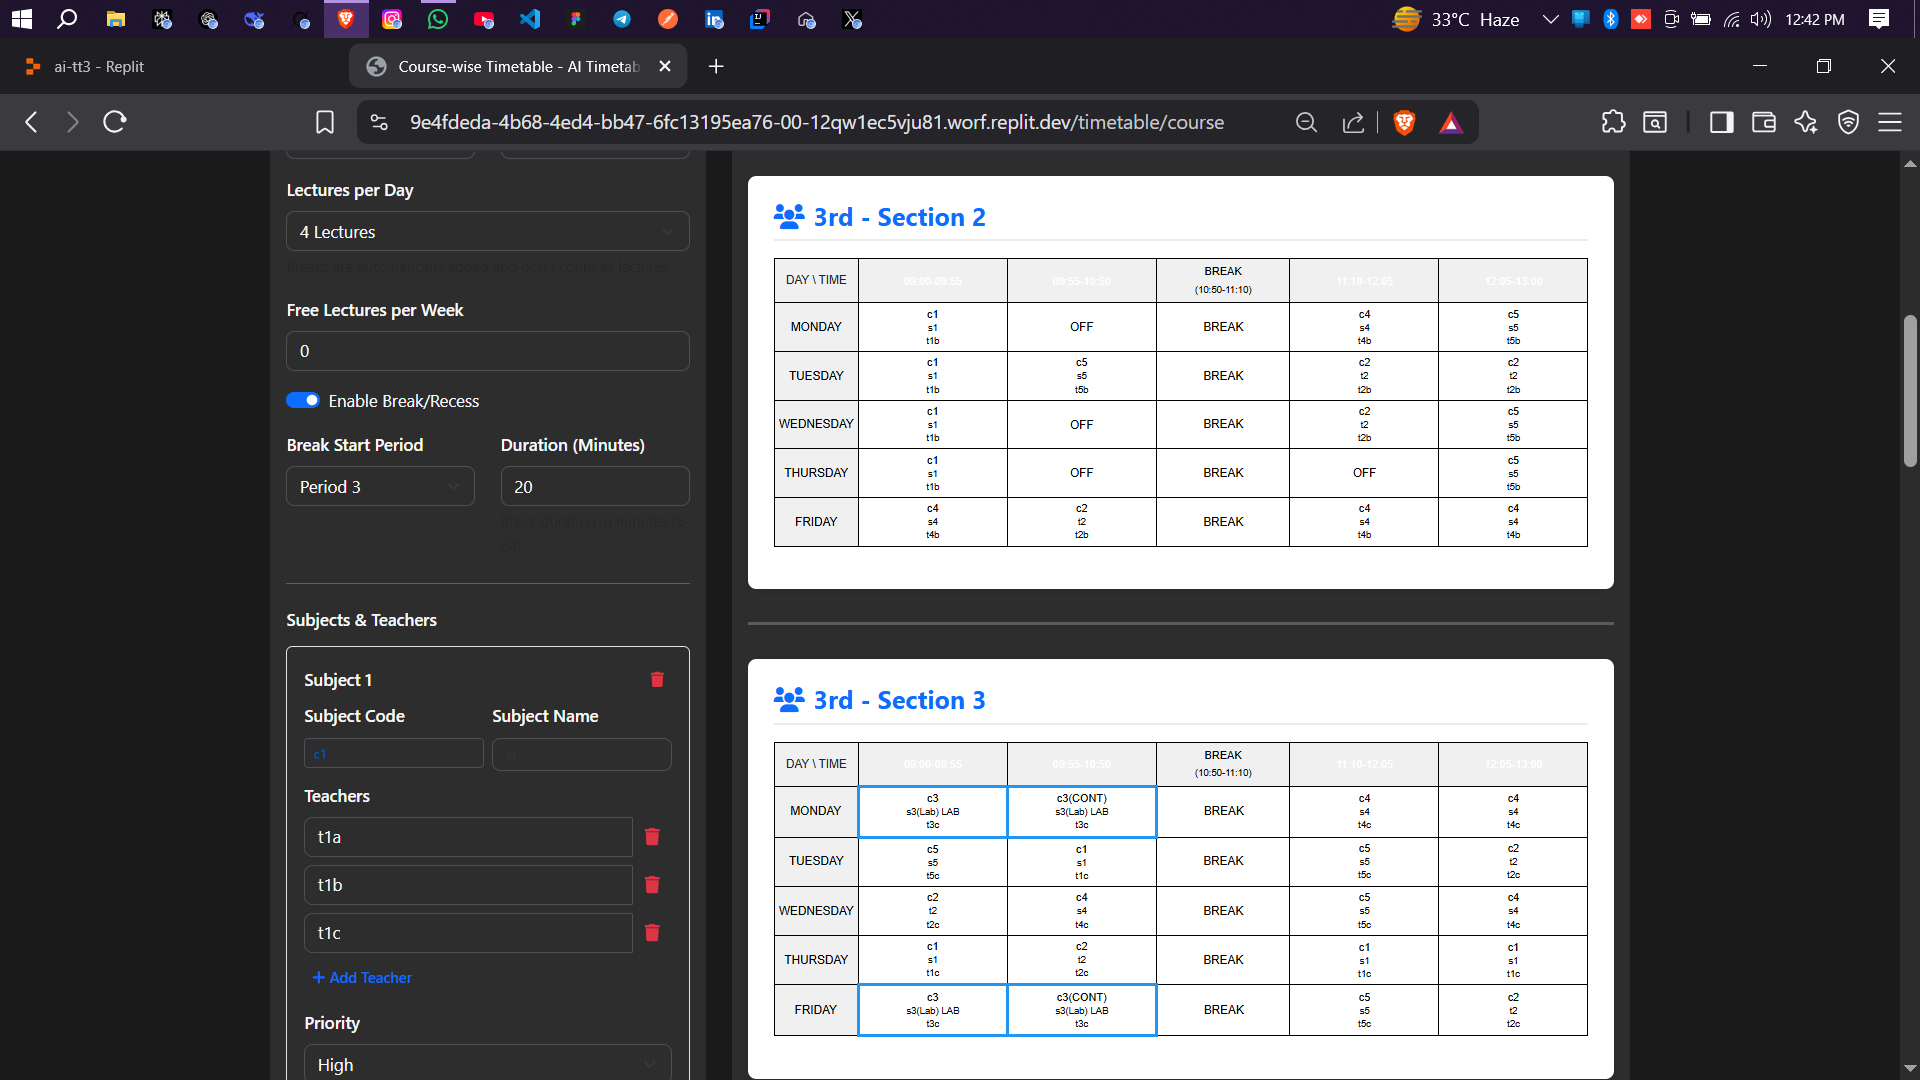 33°C Haze
12:42 PM
ai-tt3 - Replit
Course-wise Timetable - AI Timetab
9e4fdeda-4b68-4ed4-bb47-6fc13195ea76-00-12qw1ec5vju81.worf.replit.dev/timetable/course
Lectures per Day
4 Lectures
Breaks are automatically added and don't count as lectures
Free Lectures per Week
0
Enable Break/Recess
Break Start Period Duration (Minutes)
Period 3 20
Break duration in minutes (5-
60)
Subjects & Teachers
Subject 1
Subject Code Subject Name
c1
Teachers
t1a
t1b
t1c
+ Add Teacher
Priority
High
3rd - Section 2
DAY \ TIME 09:00-09:55 09:55-10:50 BREAK (10:50-11:10) 11:10-12:05 12:05-13:00
MONDAY c1 s1 t1b OFF BREAK c4 s4 t4b c5 s5 t5b
TUESDAY c1 s1 t1b c5 s5 t5b BREAK c2 t2 t2b c2 t2 t2b
WEDNESDAY c1 s1 t1b OFF BREAK c2 t2 t2b c5 s5 t5b
THURSDAY c1 s1 t1b OFF BREAK OFF c5 s5 t5b
FRIDAY c4 s4 t4b c2 t2 t2b BREAK c4 s4 t4b c4 s4 t4b
3rd - Section 3
DAY \ TIME 09:00-09:55 09:55-10:50 BREAK (10:50-11:10) 11:10-12:05 12:05-13:00
MONDAY c3 s3(Lab) LAB t3c c3(CONT) s3(Lab) LAB t3c BREAK c4 s4 t4c c4 s4 t4c
TUESDAY c5 s5 t5c c1 s1 t1c BREAK c5 s5 t5c c2 t2 t2c
WEDNESDAY c2 t2 t2c c4 s4 t4c BREAK c5 s5 t5c c4 s4 t4c
THURSDAY c1 s1 t1c c2 t2 t2c BREAK c1 s1 t1c c1 s1 t1c
FRIDAY c3 s3(Lab) LAB t3c c3(CONT) s3(Lab) LAB t3c BREAK c5 s5 t5c c2 t2 t2c